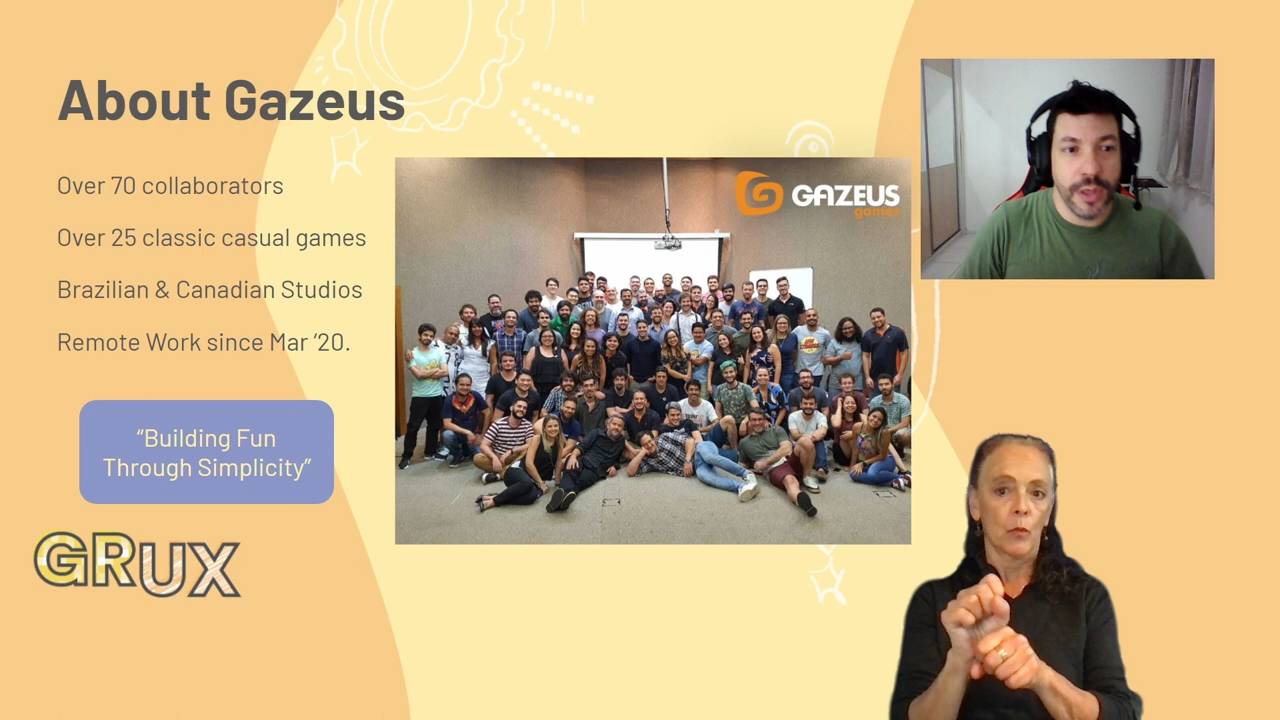 About Gazeus
Over 70 collaborators
Over 25 classic casual games
Brazilian & Canadian Studios
Remote Work since Mar ’20.
“Building Fun
Through Simplicity”
GRUX
GAZEUS
games